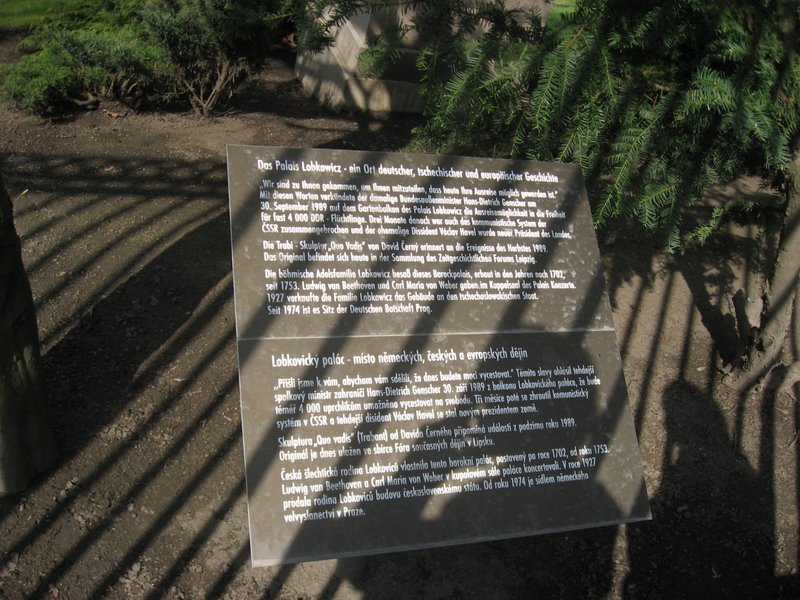 Das Palais Lobkowicz - ein Ort deutscher, tschechischer und europäischer Geschichte
„Wir sind zu Ihnen gekommen, um Ihnen mitzuteilen, dass heute Ihre Ausreise möglich geworden ist."
Mit diesen Worten verkündete der damalige Bundesaußenminister Hans-Dietrich Genscher am
30. September 1989 auf dem Gartenbalkon des Palais Lobkowicz die Ausreisemöglichkeit in die Freiheit
für fast 4 000 DDR - Flüchtlinge. Drei Monate danach war auch das kommunistische System der
ČSSR zusammengebrochen und der ehemalige Dissident Václav Havel wurde neuer Präsident des Landes.
Die Trabi - Skulptur „Quo Vadis" von David Černý erinnert an die Ereignisse des Herbstes 1989.
Das Original befindet sich heute in der Sammlung des Zeitgeschichtlichen Forums Leipzig.
Die böhmische Adelsfamilie Lobkowicz besaß dieses Barockpalais, erbaut in den Jahren nach 1702,
seit 1753. Ludwig van Beethoven und Carl Maria von Weber gaben im Kuppelsaal des Palais Konzerte.
1927 verkaufte die Familie Lobkowicz das Gebäude an den tschechoslowakischen Staat.
Seit 1974 ist es Sitz der Deutschen Botschaft Prag.
Lobkovický palác - místo německých, českých a evropských dějin
„Přišli jsme k vám, abychom vám sdělili, že dnes budete moci vycestovat." Těmito slovy ohlásil tehdejší
spolkový ministr zahraničí Hans-Dietrich Genscher 30. září 1989 z balkonu Lobkovického paláce, že bude
téměř 4 000 uprchlíkům umožněno vycestovat na svobodu. Tři měsíce poté se zhroutil komunistický
systém v ČSSR a tehdejší disident Václav Havel se stal novým prezidentem země.
Skulptura „Quo vadis" (Trabant) od Davida Černého připomíná události z podzimu roku 1989.
Originál je dnes uložen ve sbírce Fóra současných dějin v Lipsku.
Česká šlechtická rodina Lobkoviců vlastnila tento barokní palác, postavený po roce 1702, od roku 1753.
Ludwig van Beethoven a Carl Maria von Weber v kupolovém sále paláce koncertovali. V roce 1927
prodala rodina Lobkoviců budovu československému státu. Od roku 1974 je sídlem německého
velvyslanectví v Praze.